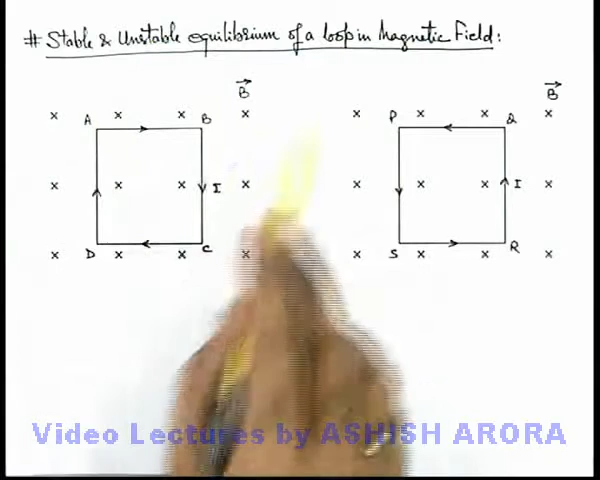 # Stable & Unstable equilibrium of a loop in Magnetic Field:
B B
x A x x B x x P x x Q x
x x x I x x x x I x
x D x x C x x S x x R x
Video Lectures by ASHISH ARORA